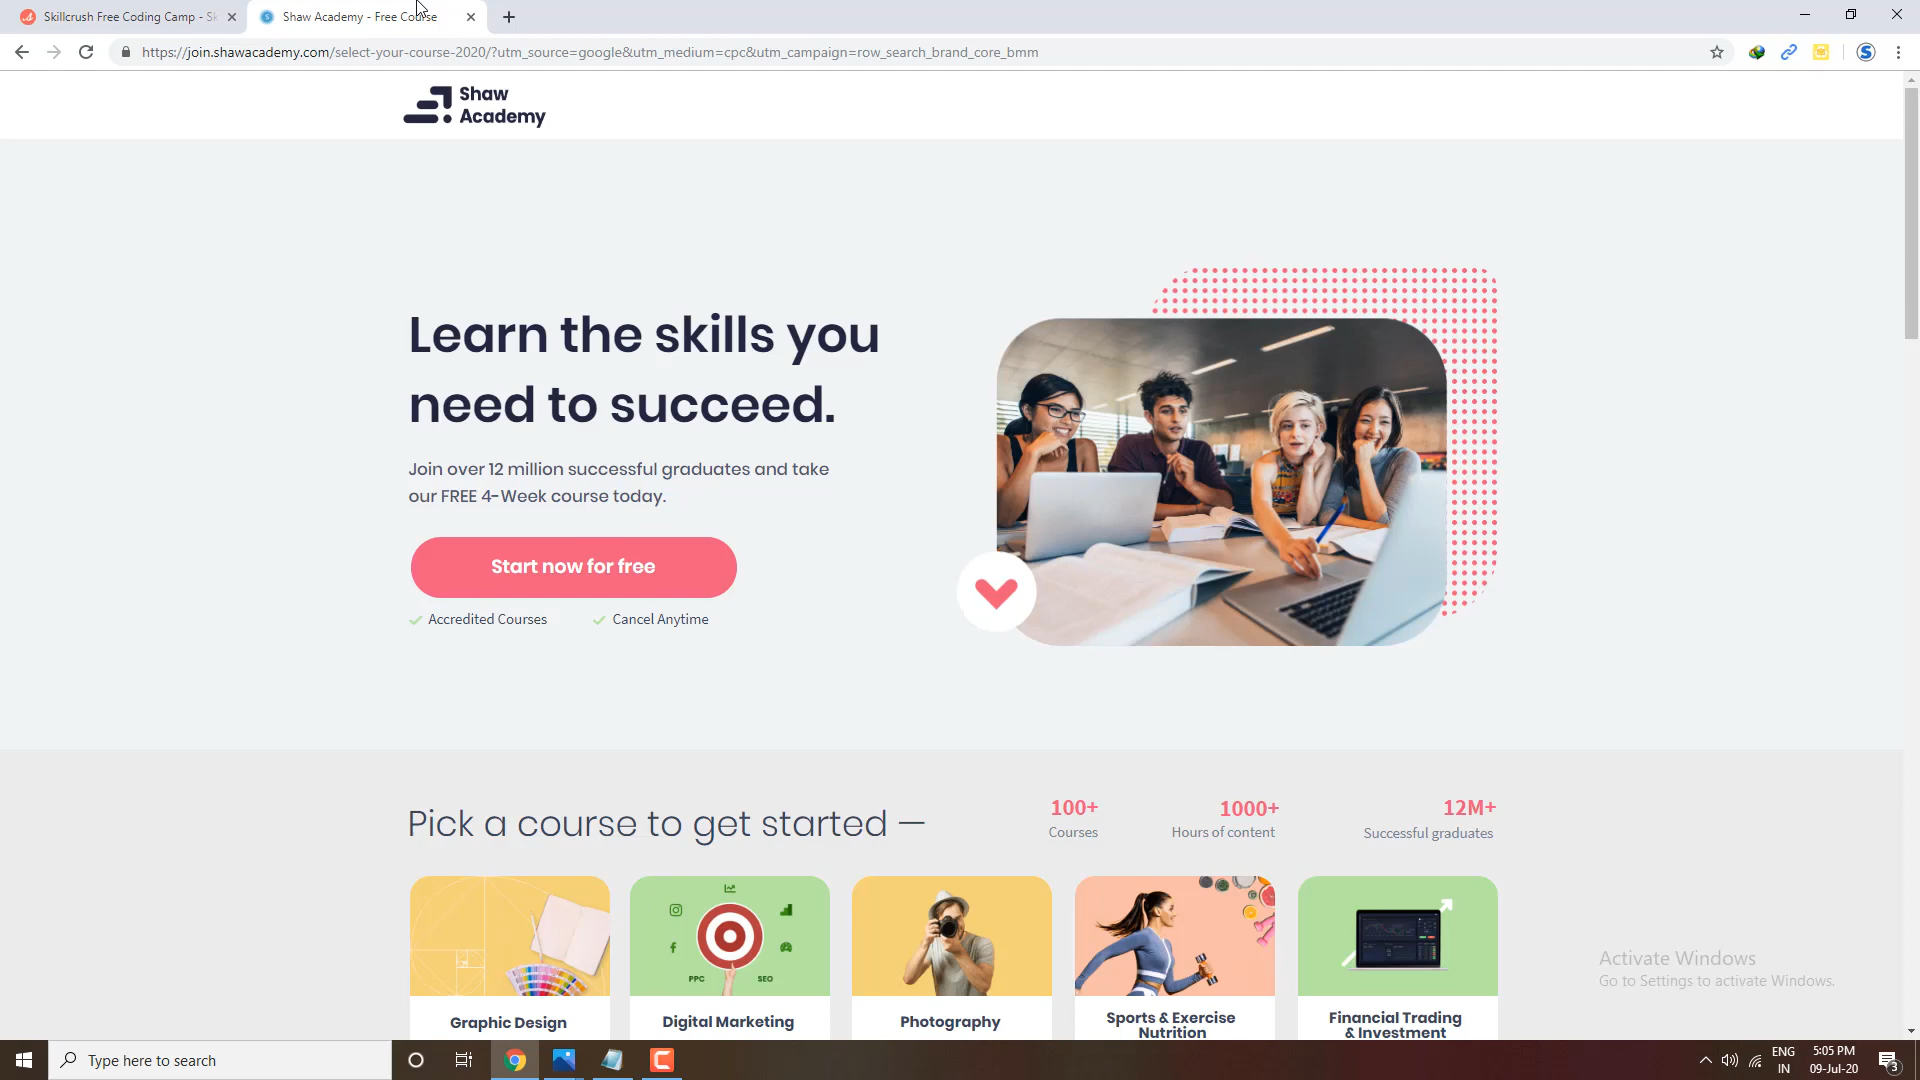 Skillcrush Free Coding Camp - Sk
Shaw Academy - Free Course
https://join.shawacademy.com/select-your-course-2020/?utm_source=google&utm_medium=cpc&utm_campaign=row_search_brand_core_bmm
Shaw
Academy
Learn the skills you
need to succeed.
Join over 12 million successful graduates and take
our FREE 4-Week course today.
Start now for free
Accredited Courses
Cancel Anytime
Pick a course to get started —
100+
Courses
1000+
Hours of content
12M+
Successful graduates
PPC
SEO
Graphic Design
Digital Marketing
Photography
Sports & Exercise
Nutrition
Financial Trading
& Investment
Activate Windows
Go to Settings to activate Windows.
Type here to search
ENG
IN
5:05 PM
09-Jul-20
3